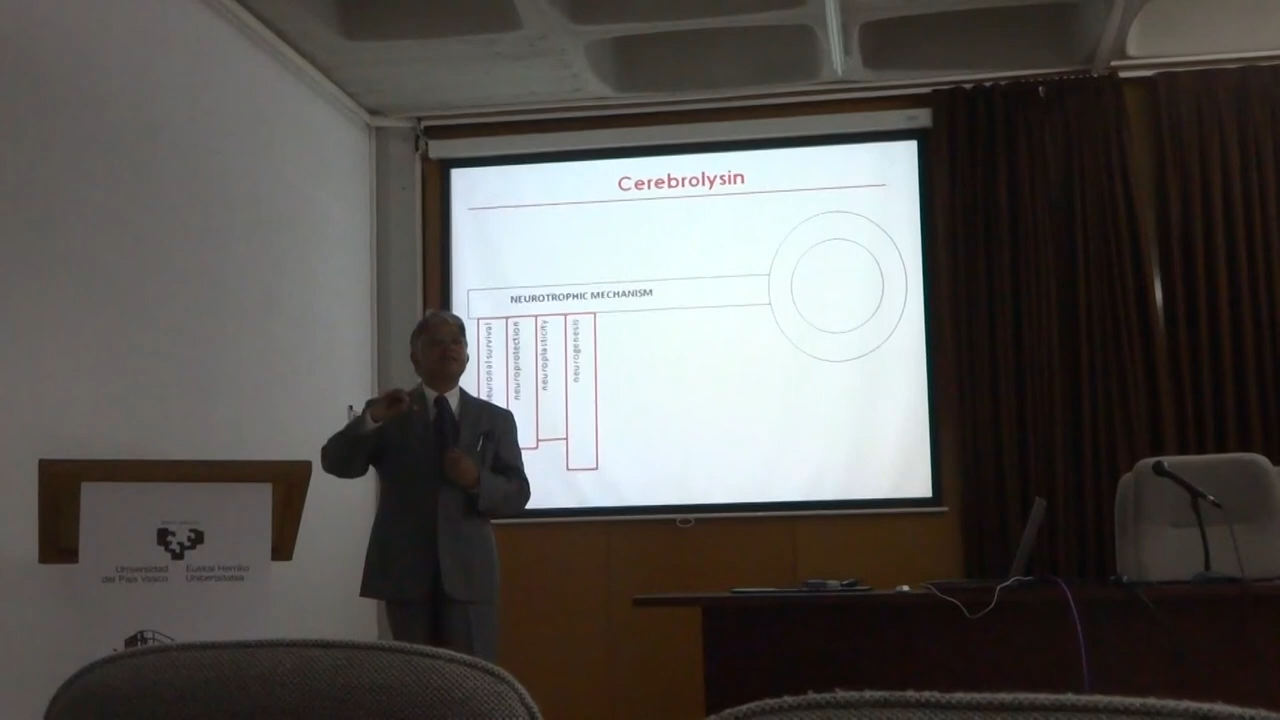 Cerebrolysin
NEUROTROPHIC MECHANISM
neuronal survival
neuroprotection
neuroplasticity
neurogenesis
Universidad
del País Vasco
Euskal Herriko
Unibertsitatea